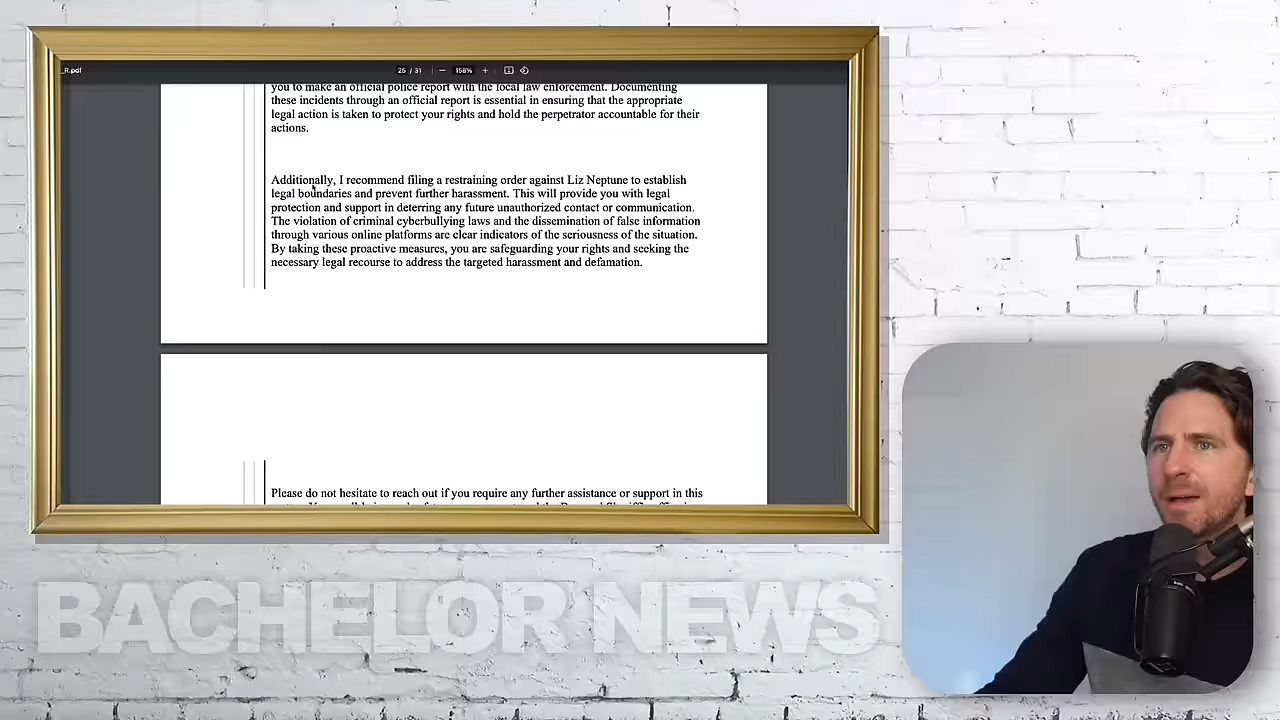 _R.pdf
25 / 31
158%
you to make an official police report with the local law enforcement. Documenting
these incidents through an official report is essential in ensuring that the appropriate
legal action is taken to protect your rights and hold the perpetrator accountable for their
actions.
Additionally, I recommend filing a restraining order against Liz Neptune to establish
legal boundaries and prevent further harassment. This will provide you with legal
protection and support in deterring any future unauthorized contact or communication.
The violation of criminal cyberbullying laws and the dissemination of false information
through various online platforms are clear indicators of the seriousness of the situation.
By taking these proactive measures, you are safeguarding your rights and seeking the
necessary legal recourse to address the targeted harassment and defamation.
Please do not hesitate to reach out if you require any further assistance or support in this
BACHELOR NEWS